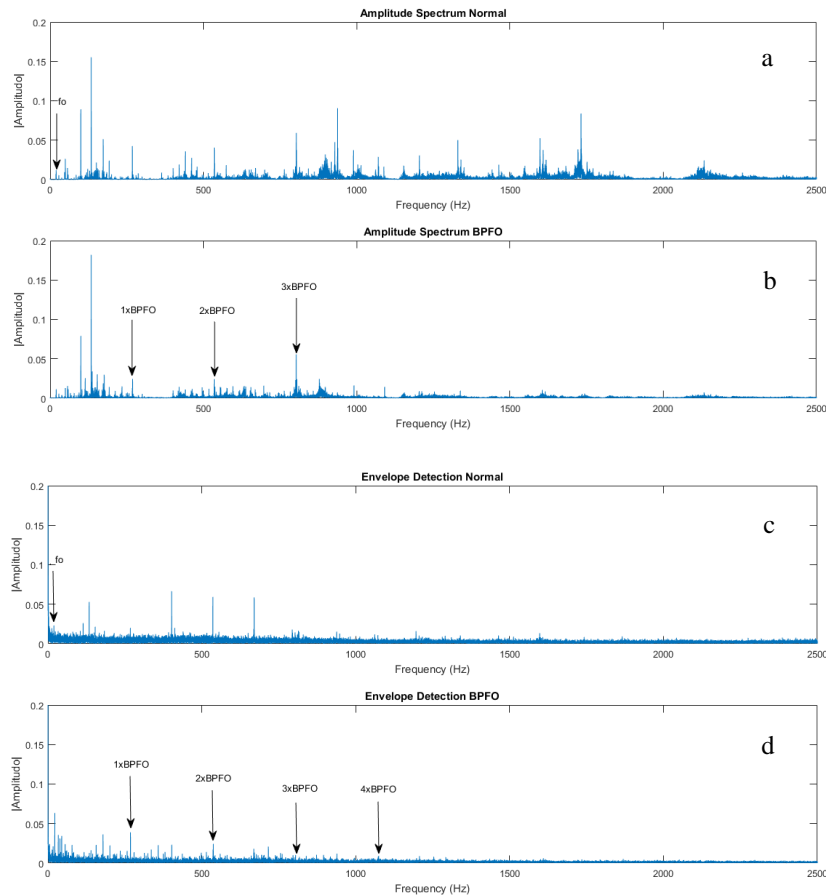 Amplitude Spectrum Normal
0.2
0.15
0.1
0.05
0
|Amplitudo|
fo
a
0 500 1000 1500 2000 2500
Frequency (Hz)
Amplitude Spectrum BPFO
0.2
0.15
0.1
0.05
0
|Amplitudo|
1xBPFO
2xBPFO
3xBPFO
b
0 500 1000 1500 2000 2500
Frequency (Hz)
Envelope Detection Normal
0.2
0.15
0.1
0.05
0
|Amplitudo|
fo
c
0 500 1000 1500 2000 2500
Frequency (Hz)
Envelope Detection BPFO
0.2
0.15
0.1
0.05
0
|Amplitudo|
1xBPFO
2xBPFO
3xBPFO
4xBPFO
d
0 500 1000 1500 2000 2500
Frequency (Hz)